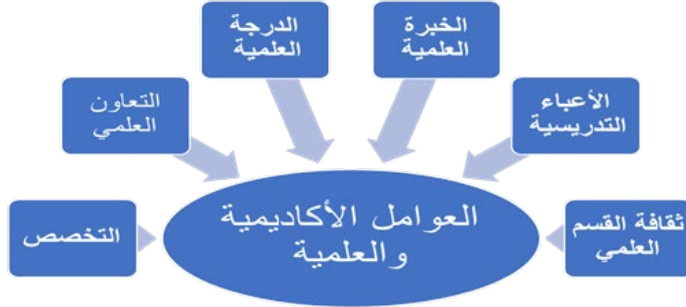 الخبرة
العلمية
الدرجة
العلمية
الأعباء
التدريسية
التعاون
العلمي
ثقافة القسم
العلمي
العوامل الأكاديمية
والعلمية
التخصص